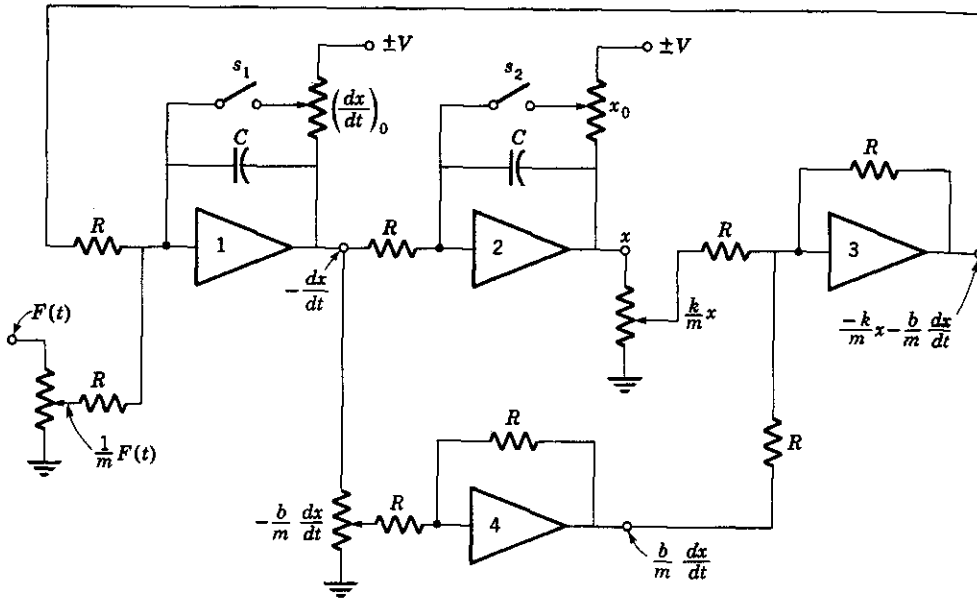 ±V
±V
s₁
s₂
(dx/dt)₀
x₀
C
C
R
R
1
R
2
x
R
3
-dx/dt
k/m x
-k/m x - b/m dx/dt
F(t)
R
1/m F(t)
R
R
-b/m dx/dt
R
4
b/m dx/dt